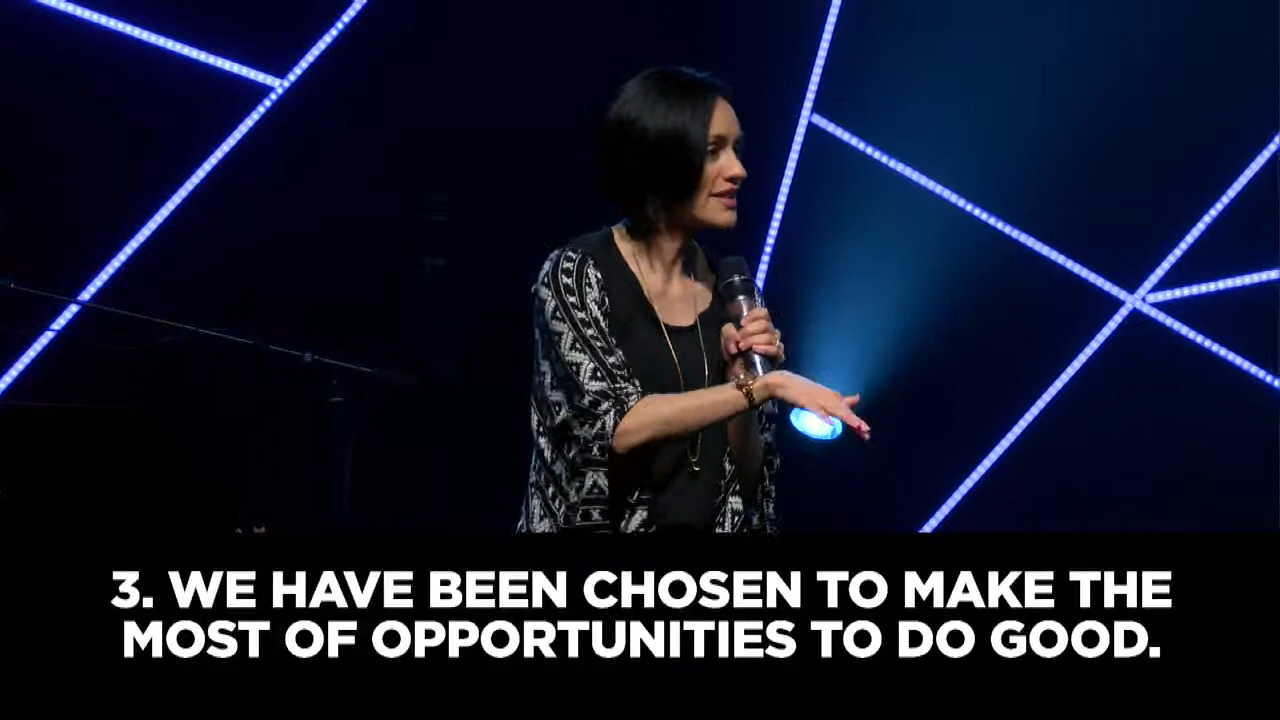 3. WE HAVE BEEN CHOSEN TO MAKE THE
MOST OF OPPORTUNITIES TO DO GOOD.